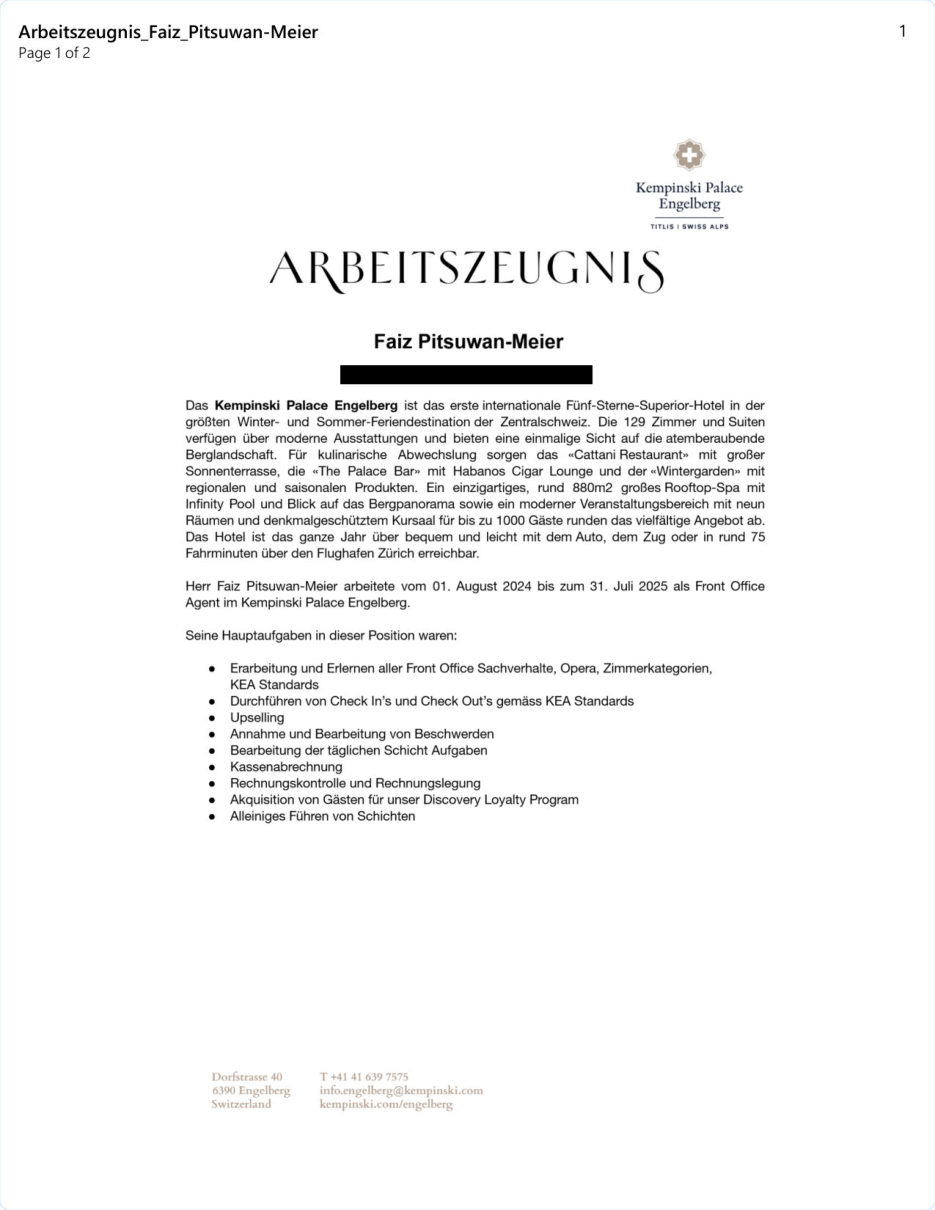 Arbeitszeugnis_Faiz_Pitsuwan-Meier
1
Page 1 of 2
Kempinski Palace
Engelberg
TITLIS | SWISS ALPS
ARBEITSZEUGNIS
Faiz Pitsuwan-Meier
Das Kempinski Palace Engelberg ist das erste internationale Fünf-Sterne-Superior-Hotel in der
größten Winter- und Sommer-Feriendestination der Zentralschweiz. Die 129 Zimmer und Suiten
verfügen über moderne Ausstattungen und bieten eine einmalige Sicht auf die atemberaubende
Berglandschaft. Für kulinarische Abwechslung sorgen das «Cattani Restaurant» mit großer
Sonnenterrasse, die «The Palace Bar» mit Habanos Cigar Lounge und der «Wintergarden» mit
regionalen und saisonalen Produkten. Ein einzigartiges, rund 880m2 großes Rooftop-Spa mit
Infinity Pool und Blick auf das Bergpanorama sowie ein moderner Veranstaltungsbereich mit neun
Räumen und denkmalgeschütztem Kursaal für bis zu 1000 Gäste runden das vielfältige Angebot ab.
Das Hotel ist das ganze Jahr über bequem und leicht mit dem Auto, dem Zug oder in rund 75
Fahrminuten über den Flughafen Zürich erreichbar.
Herr Faiz Pitsuwan-Meier arbeitete vom 01. August 2024 bis zum 31. Juli 2025 als Front Office
Agent im Kempinski Palace Engelberg.
Seine Hauptaufgaben in dieser Position waren:
● Erarbeitung und Erlernen aller Front Office Sachverhalte, Opera, Zimmerkategorien,
KEA Standards
● Durchführen von Check In’s und Check Out’s gemäss KEA Standards
● Upselling
● Annahme und Bearbeitung von Beschwerden
● Bearbeitung der täglichen Schicht Aufgaben
● Kassenabrechnung
● Rechnungskontrolle und Rechnungslegung
● Akquisition von Gästen für unser Discovery Loyalty Program
● Alleiniges Führen von Schichten
Dorfstrasse 40
6390 Engelberg
Switzerland
T +41 41 639 7575
info.engelberg@kempinski.com
kempinski.com/engelberg